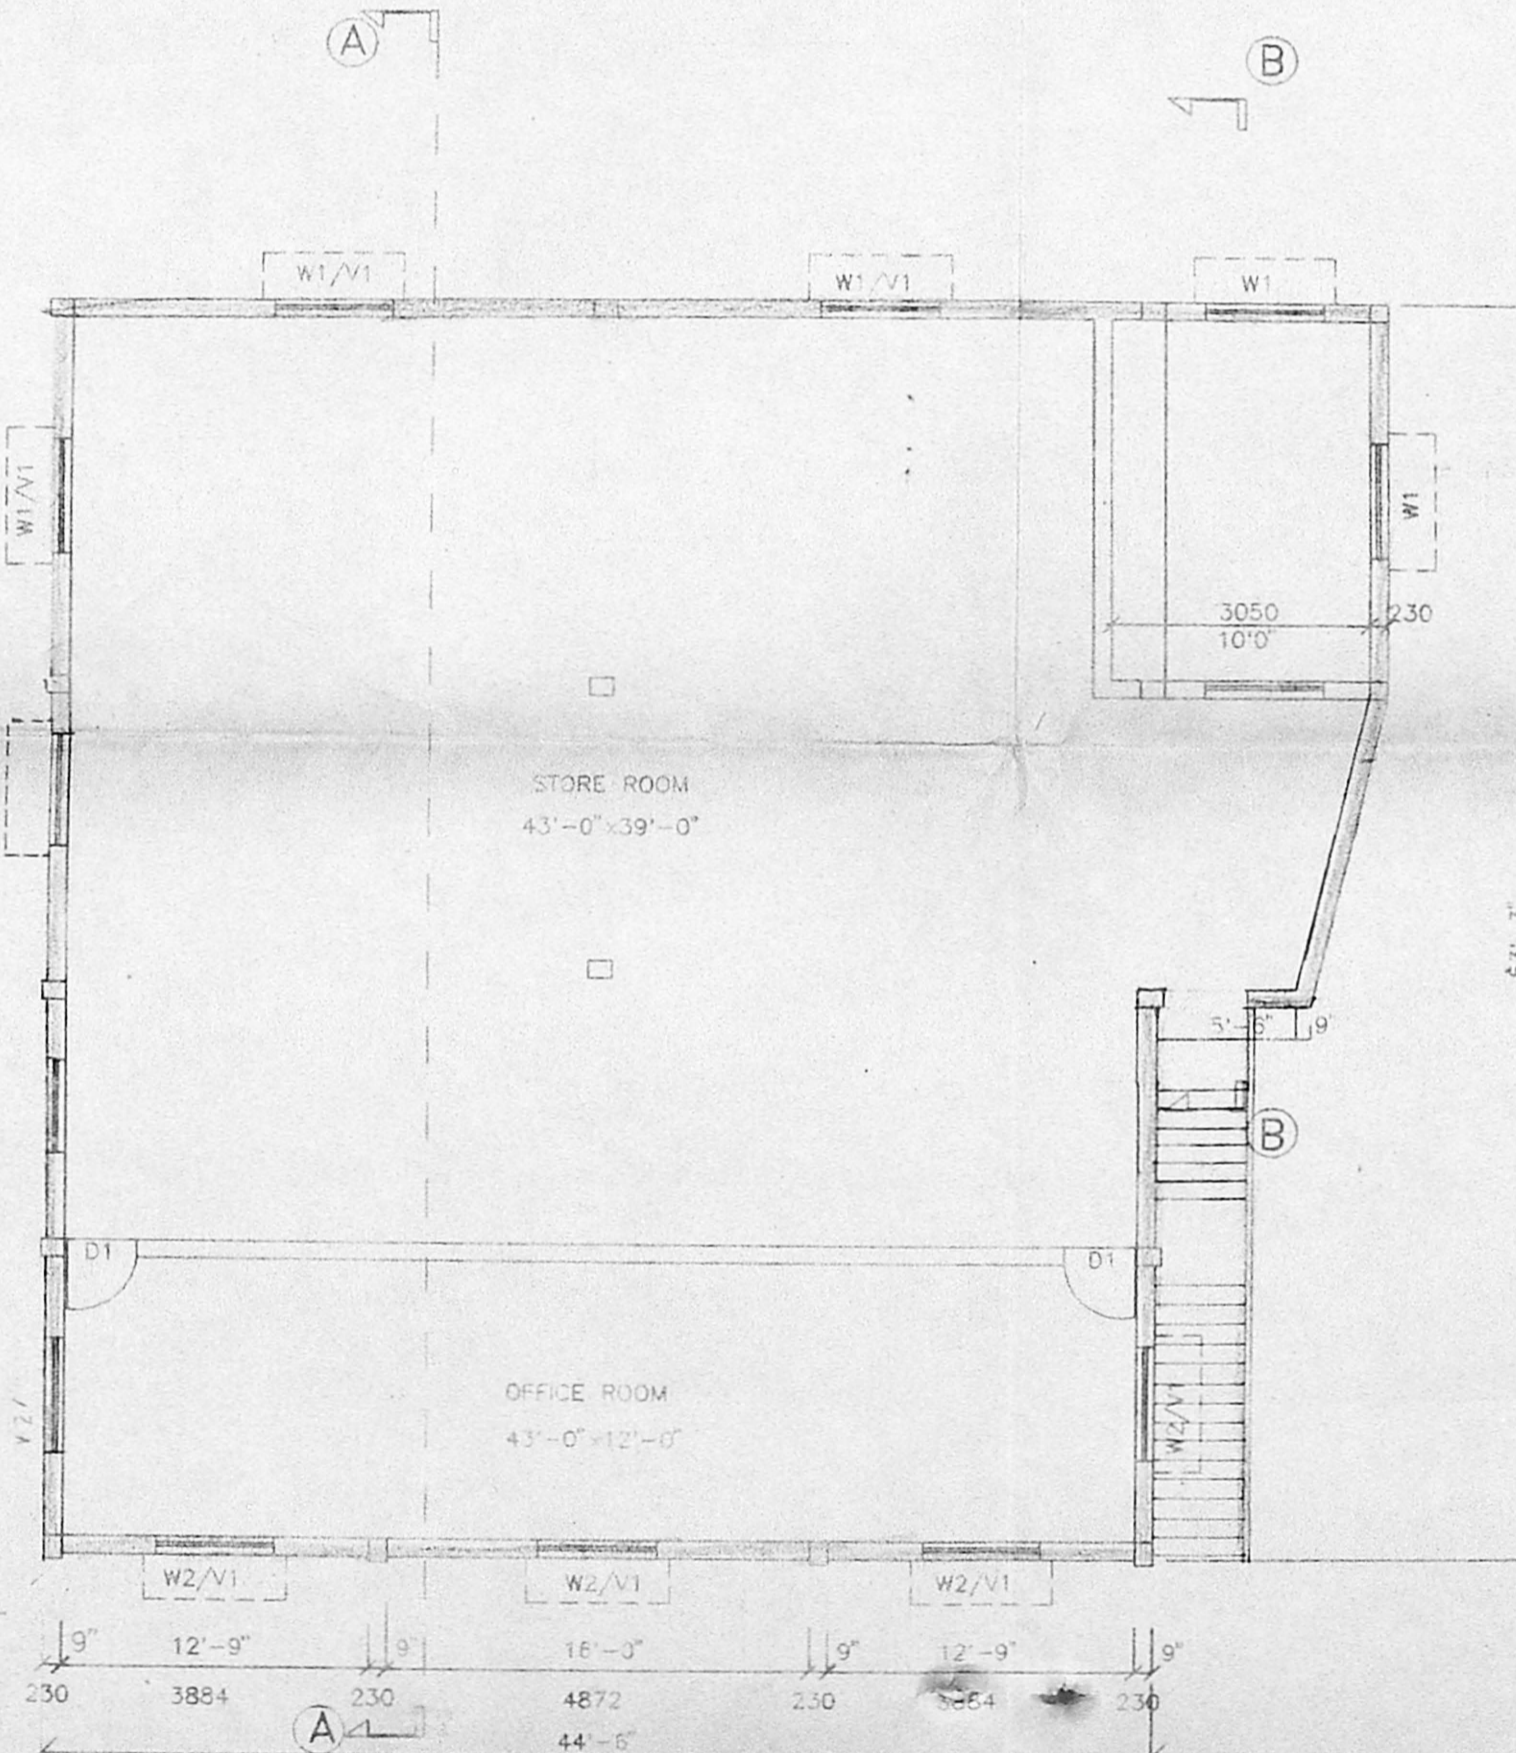 A
B
W1/V1
W1/V1
W1
W1/V1
W1
3050
230
10'0"
STORE ROOM
43'-0"x39'-0"
5'-6"
9"
B
D1
D1
OFFICE ROOM
43'-0"x12'-0"
W2/V1
W2/V1
W2/V1
W2/V1
9"
12'-9"
9"
16'-0"
9"
12'-9"
9"
230
3884
230
4872
230
3884
230
A
44'-6"